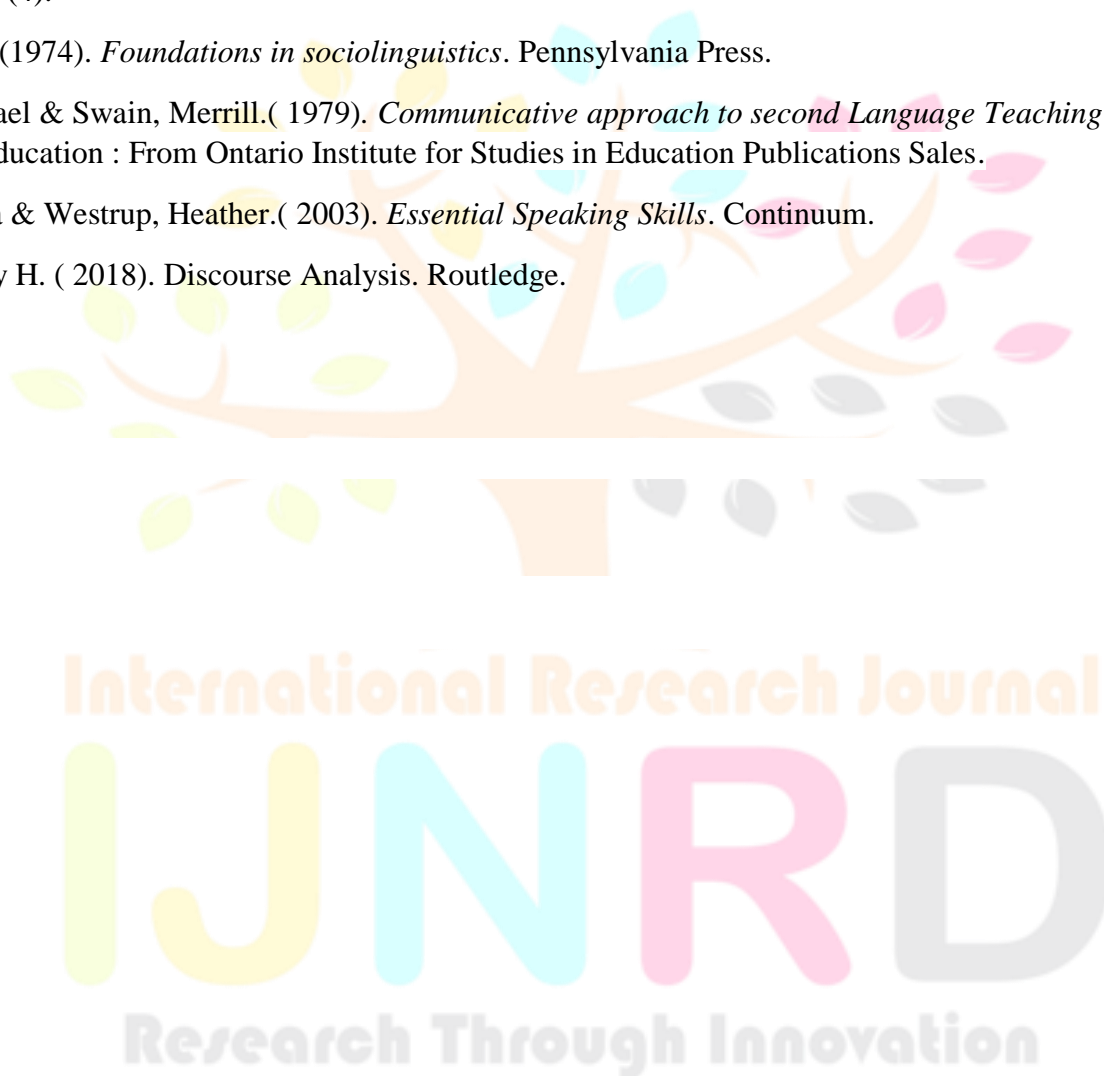 (1974). Foundations in sociolinguistics. Pennsylvania Press.
ael & Swain, Merrill.( 1979). Communicative approach to second Language Teaching
ducation : From Ontario Institute for Studies in Education Publications Sales.
& Westrup, Heather.( 2003). Essential Speaking Skills. Continuum.
y H. ( 2018). Discourse Analysis. Routledge.
International Research Journal
IJNRD
Research Through Innovation